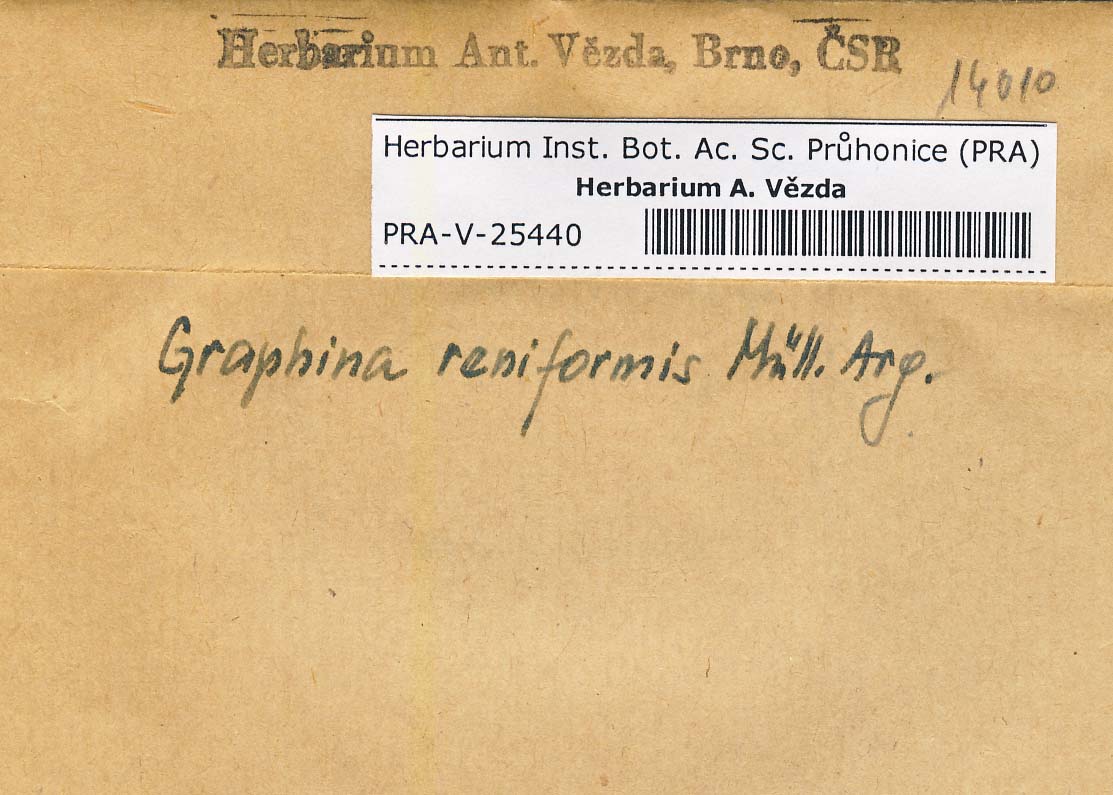 Herbarium Ant. Vězda, Brno, ČSR
14010
Herbarium Inst. Bot. Ac. Sc. Průhonice (PRA)
Herbarium A. Vězda
PRA-V-25440
Graphina reniformis Müll. Arg.